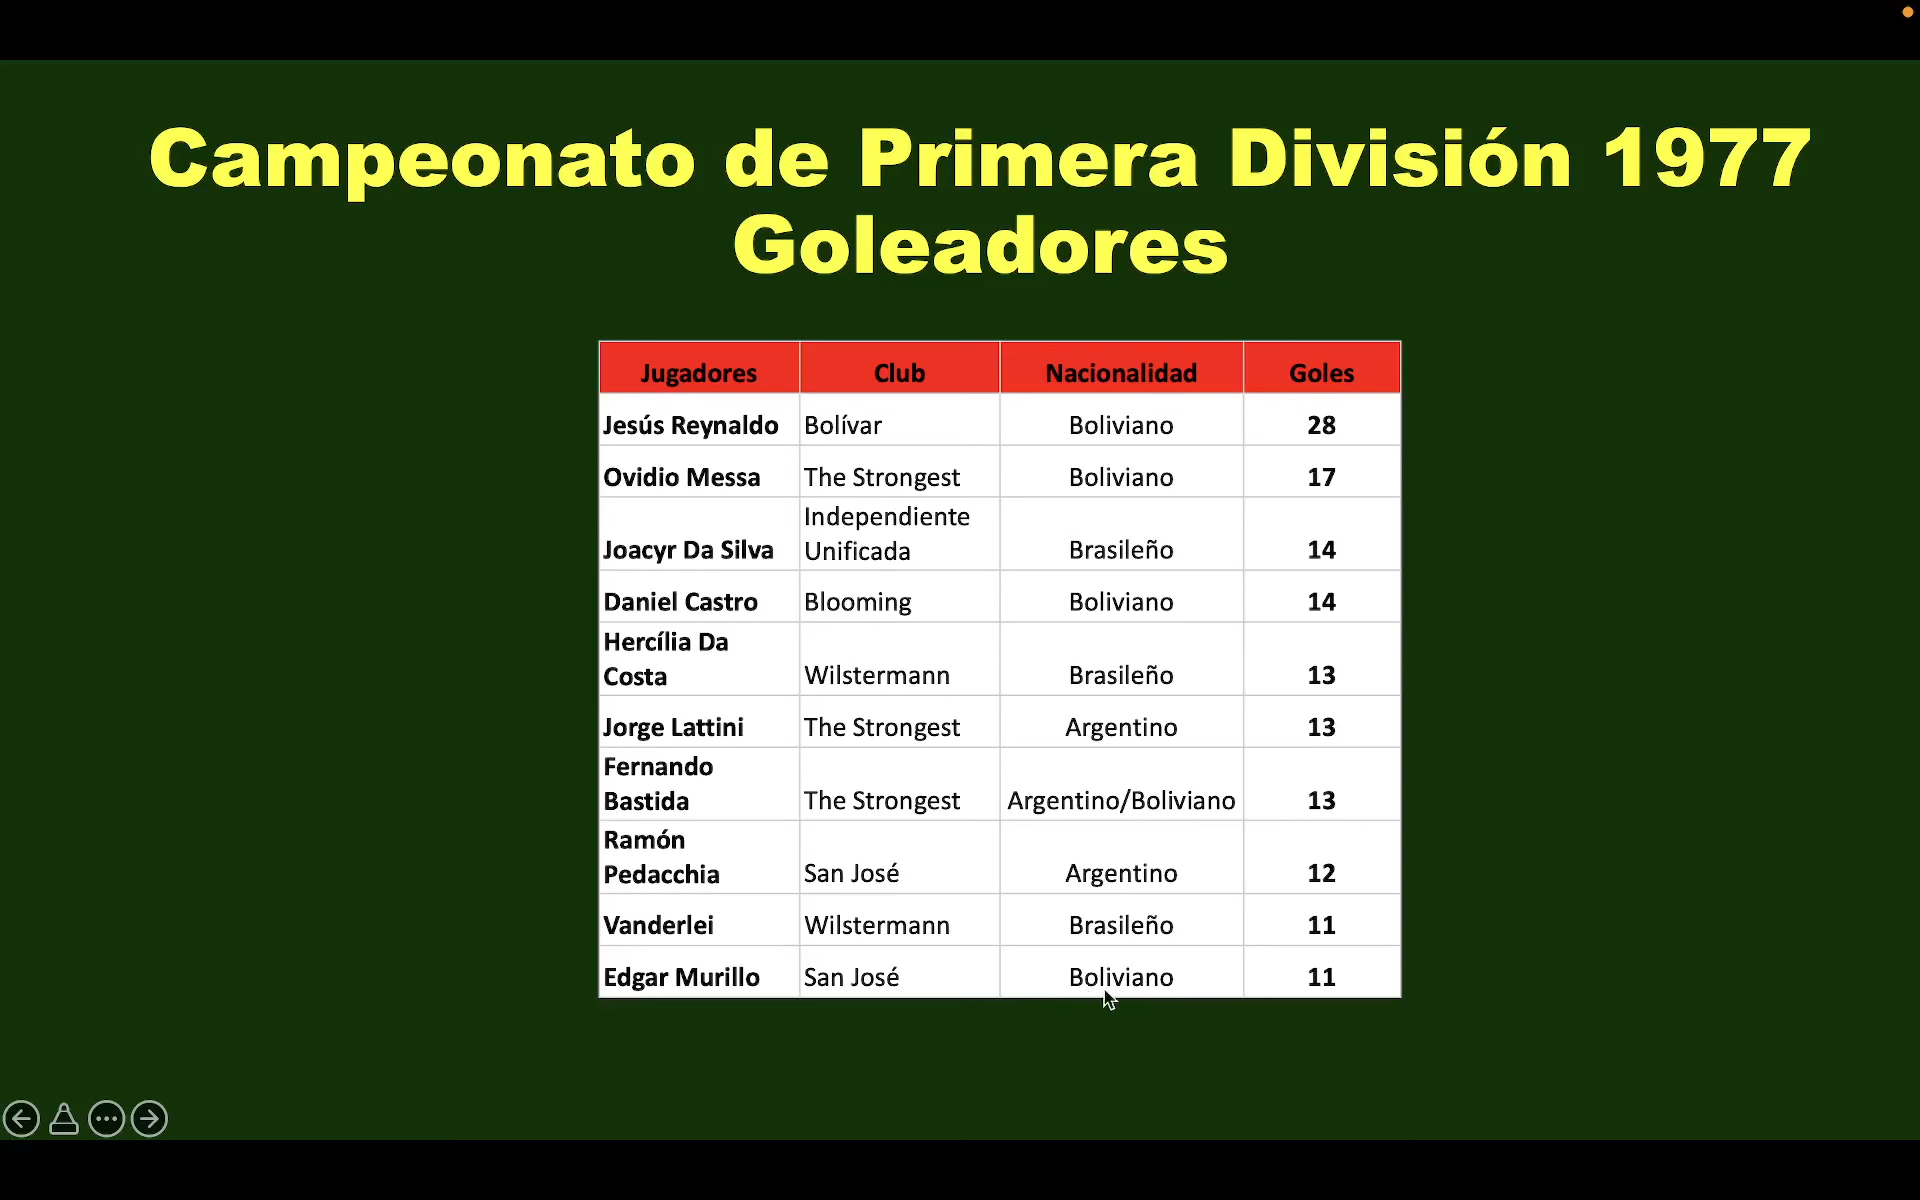 Campeonato de Primera División 1977
Goleadores
Jugadores Club Nacionalidad Goles
Jesús Reynaldo Bolívar Boliviano 28
Ovidio Messa The Strongest Boliviano 17
Joacyr Da Silva Independiente Unificada Brasileño 14
Daniel Castro Blooming Boliviano 14
Hercília Da Costa Wilstermann Brasileño 13
Jorge Lattini The Strongest Argentino 13
Fernando Bastida The Strongest Argentino/Boliviano 13
Ramón Pedacchia San José Argentino 12
Vanderlei Wilstermann Brasileño 11
Edgar Murillo San José Boliviano 11